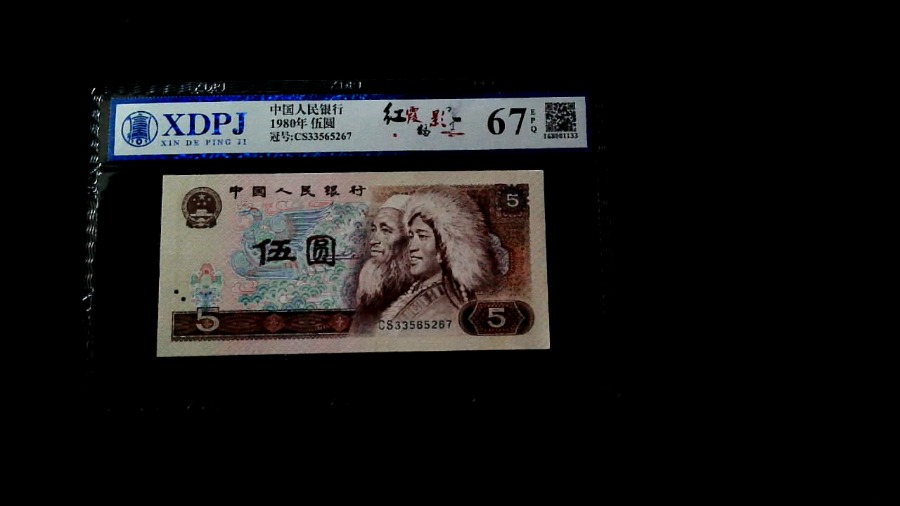 XDPJ
XIN DE PING JI
中国人民银行
1980年 伍圆
冠号:CS33565267
红霞
影
67
EPQ
中国人民银行
5
伍圆
5
CS33565267
5